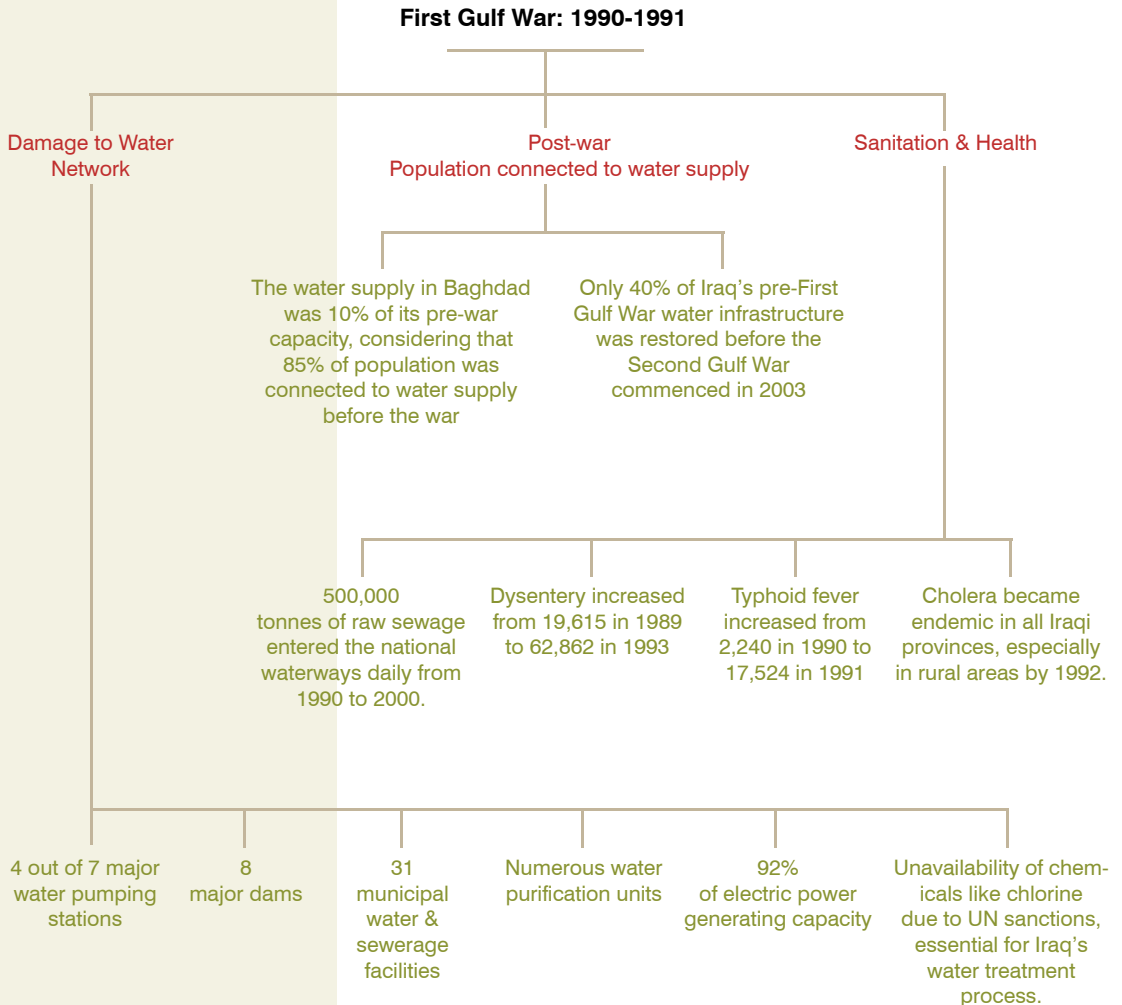 First Gulf War: 1990-1991
Damage to Water
Network
Post-war
Population connected to water supply
Sanitation & Health
The water supply in Baghdad
was 10% of its pre-war
capacity, considering that
85% of population was
connected to water supply
before the war
Only 40% of Iraq's pre-First
Gulf War water infrastructure
was restored before the
Second Gulf War
commenced in 2003
500,000
tonnes of raw sewage
entered the national
waterways daily from
1990 to 2000.
Dysentery increased
from 19,615 in 1989
to 62,862 in 1993
Typhoid fever
increased from
2,240 in 1990 to
17,524 in 1991
Cholera became
endemic in all Iraqi
provinces, especially
in rural areas by 1992.
4 out of 7 major
water pumping
stations
8
major dams
31
municipal
water &
sewerage
facilities
Numerous water
purification units
92%
of electric power
generating capacity
Unavailability of chem-
icals like chlorine
due to UN sanctions,
essential for Iraq's
water treatment
process.